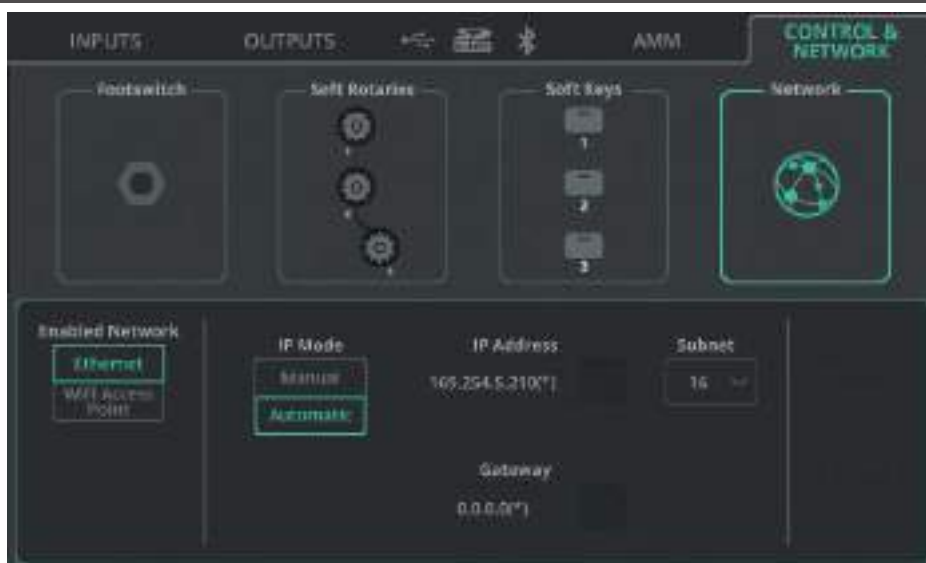 INPUTS
OUTPUTS
AMM
CONTROL &
NETWORK
Footswitch
Soft Rotaries
Soft Keys
Network
1
2
3
Enabled Network
Ethernet
WiFi Access
Point
IP Mode
Manual
Automatic
IP Address
169.254.5.210(*)
Subnet
16
Gateway
0.0.0.0(*)